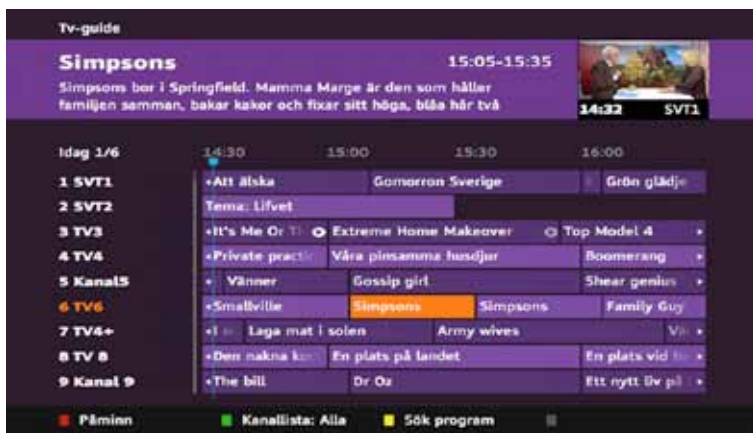 Tv-guide
Simpsons 15:05-15:35
Simpsons bor i Springfield. Mamma Marge är den som håller
familjen samman, bakar kakor och fixar sitt höga, blåa hår två
14:32 SVT1
Idag 1/6 14:30 15:00 15:30 16:00
1 SVT1 Att älska Gomorron Sverige Grön glädje
2 SVT2 Tema: Lifvet
3 TV3 It's Me Or T Extreme Home Makeover Top Model 4
4 TV4 Private practi Våra pinsamma husdjur Boomerang
5 Kanal5 Vänner Gossip girl Shear genius
6 TV6 Smallville Simpsons Simpsons Family Guy
7 TV4+ Laga mat i solen Army wives
8 TV 8 Den nakna En plats på landet En plats vid
9 Kanal 9 The bill Dr Oz Ett nytt liv på
Påminn Kanallista: Alla Sök program